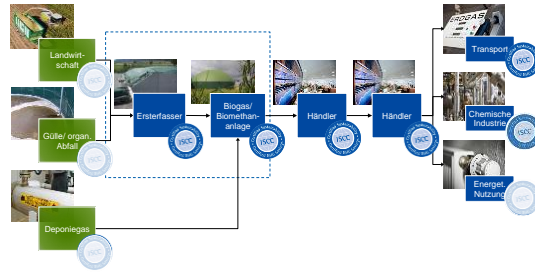 Landwirt-
schaft
ISCC
Gülle/ organ.
Abfall
ISCC
Deponiegas
ISCC
Ersterfasser
ISCC
Biogas/
Biomethan-
anlage
ISCC
Händler
ISCC
Händler
ISCC
ERDGAS
Transport
ISCC
Chemische
Industrie
ISCC
Energet.
Nutzung
ISCC